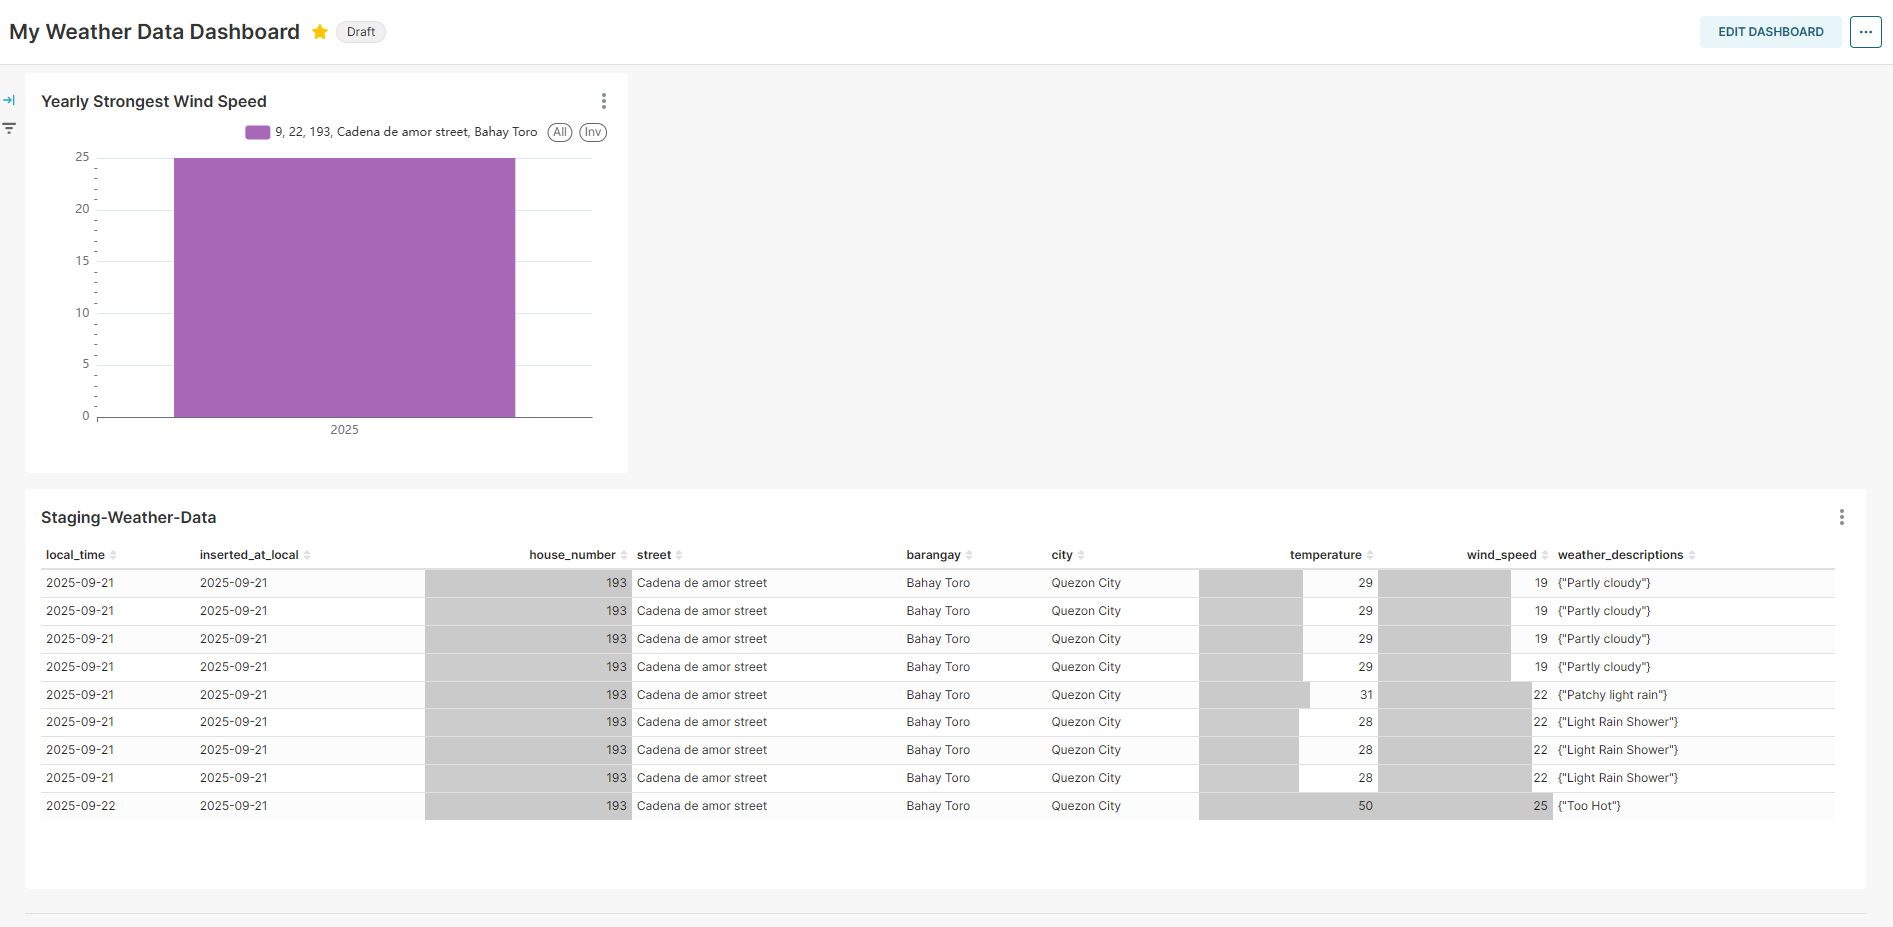 My Weather Data Dashboard Draft EDIT DASHBOARD ...
Yearly Strongest Wind Speed
9, 22, 193, Cadena de amor street, Bahay Toro All Inv
25
20
15
10
5
0
2025
Staging-Weather-Data
local_time inserted_at_local house_number street barangay city temperature wind_speed weather_descriptions
2025-09-21 2025-09-21 193 Cadena de amor street Bahay Toro Quezon City 29 19 {"Partly cloudy"}
2025-09-21 2025-09-21 193 Cadena de amor street Bahay Toro Quezon City 29 19 {"Partly cloudy"}
2025-09-21 2025-09-21 193 Cadena de amor street Bahay Toro Quezon City 29 19 {"Partly cloudy"}
2025-09-21 2025-09-21 193 Cadena de amor street Bahay Toro Quezon City 29 19 {"Partly cloudy"}
2025-09-21 2025-09-21 193 Cadena de amor street Bahay Toro Quezon City 31 22 {"Patchy light rain"}
2025-09-21 2025-09-21 193 Cadena de amor street Bahay Toro Quezon City 28 22 {"Light Rain Shower"}
2025-09-21 2025-09-21 193 Cadena de amor street Bahay Toro Quezon City 28 22 {"Light Rain Shower"}
2025-09-21 2025-09-21 193 Cadena de amor street Bahay Toro Quezon City 28 22 {"Light Rain Shower"}
2025-09-22 2025-09-21 193 Cadena de amor street Bahay Toro Quezon City 50 25 {"Too Hot"}